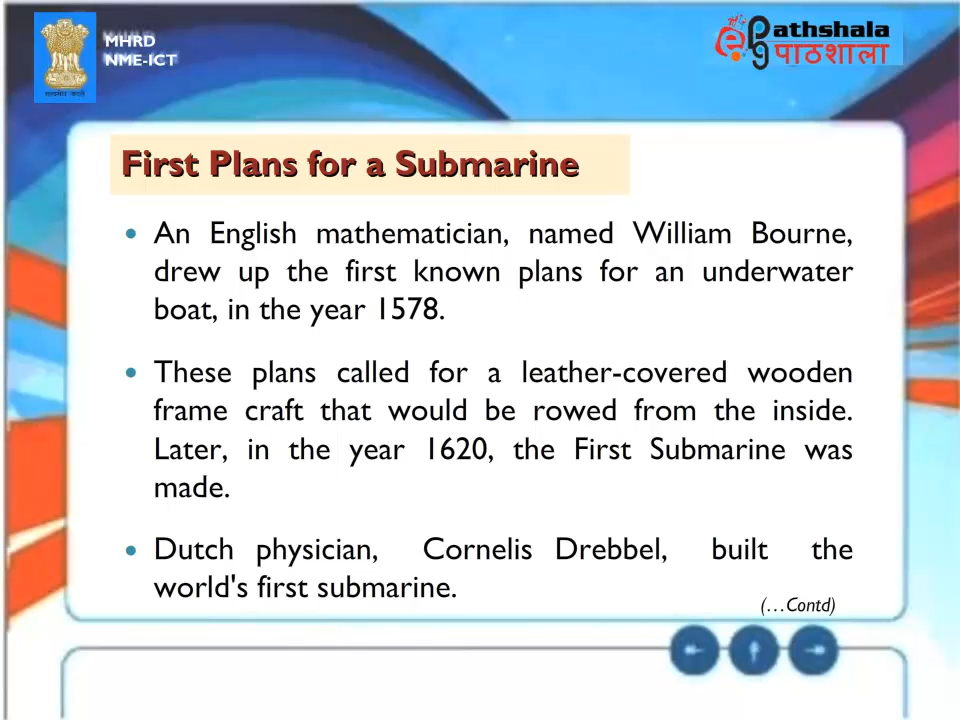 MHRD
NME-ICT
ePathshala
पाठशाला
First Plans for a Submarine
• An English mathematician, named William Bourne,
drew up the first known plans for an underwater
boat, in the year 1578.
• These plans called for a leather-covered wooden
frame craft that would be rowed from the inside.
Later, in the year 1620, the First Submarine was
made.
• Dutch physician, Cornelis Drebbel, built the
world's first submarine.
(…Contd)